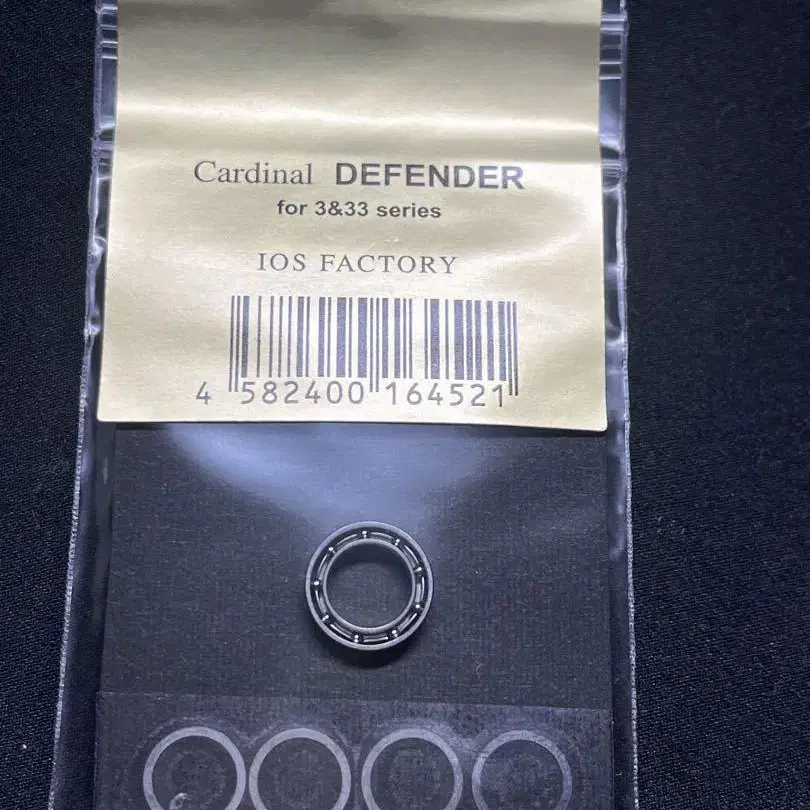 Cardinal DEFENDER
for 3&33 series
IOS FACTORY
4 582400 164521